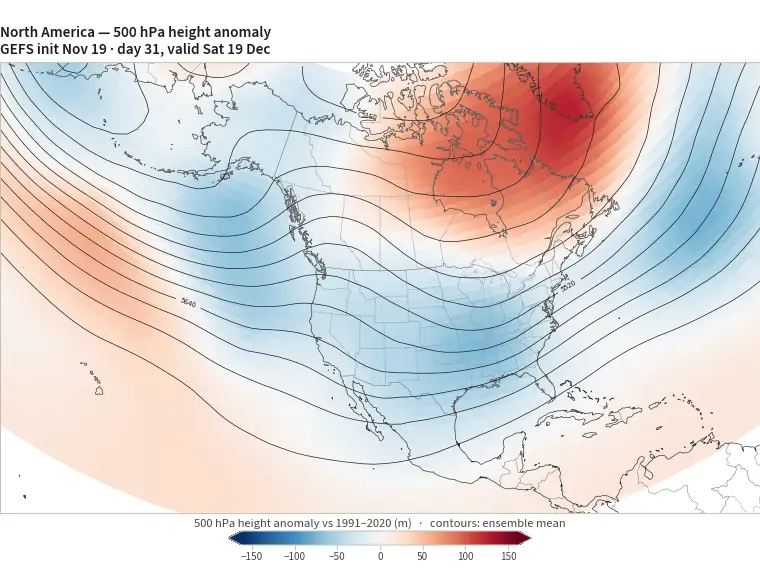 North America — 500 hPa height anomaly
GEFS init Nov 19 · day 31, valid Sat 19 Dec
5640
5520
500 hPa height anomaly vs 1991–2020 (m) · contours: ensemble mean
−150 −100 −50 0 50 100 150